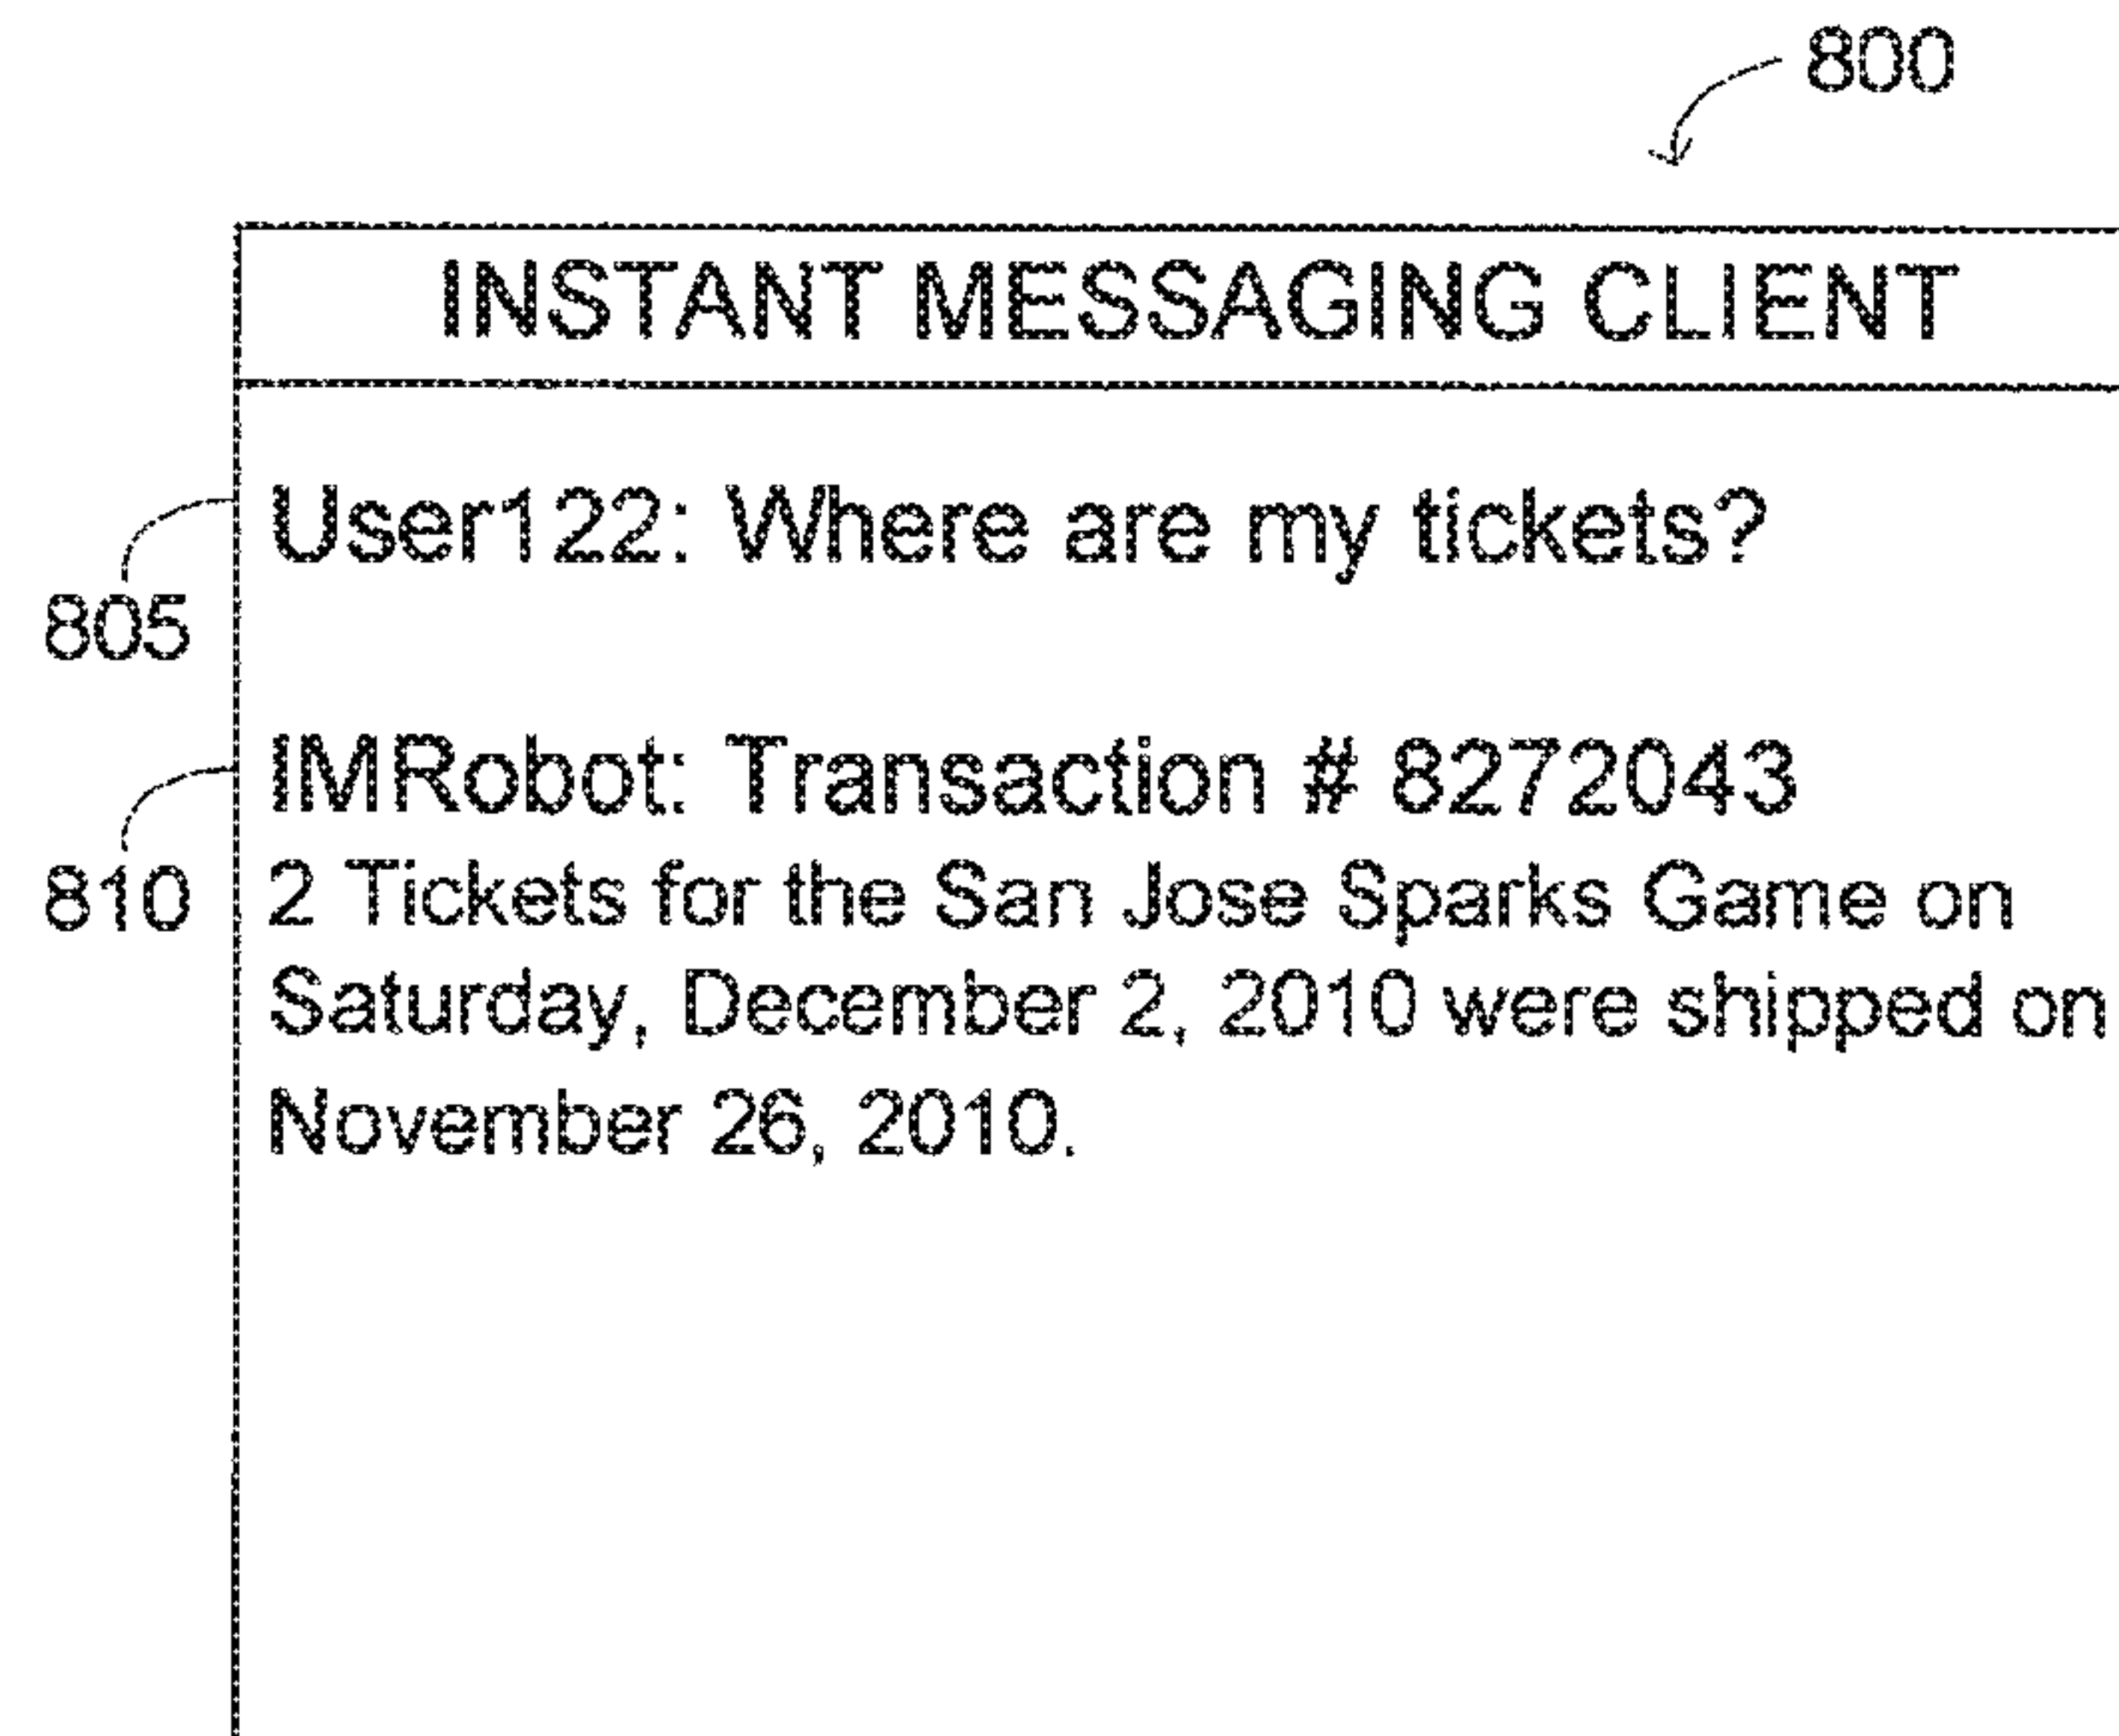 800
INSTANT MESSAGING CLIENT
User122: Where are my tickets?
805
IMRobot: Transaction # 8272043
810
2 Tickets for the San Jose Sparks Game on
Saturday, December 2, 2010 were shipped on
November 26, 2010.